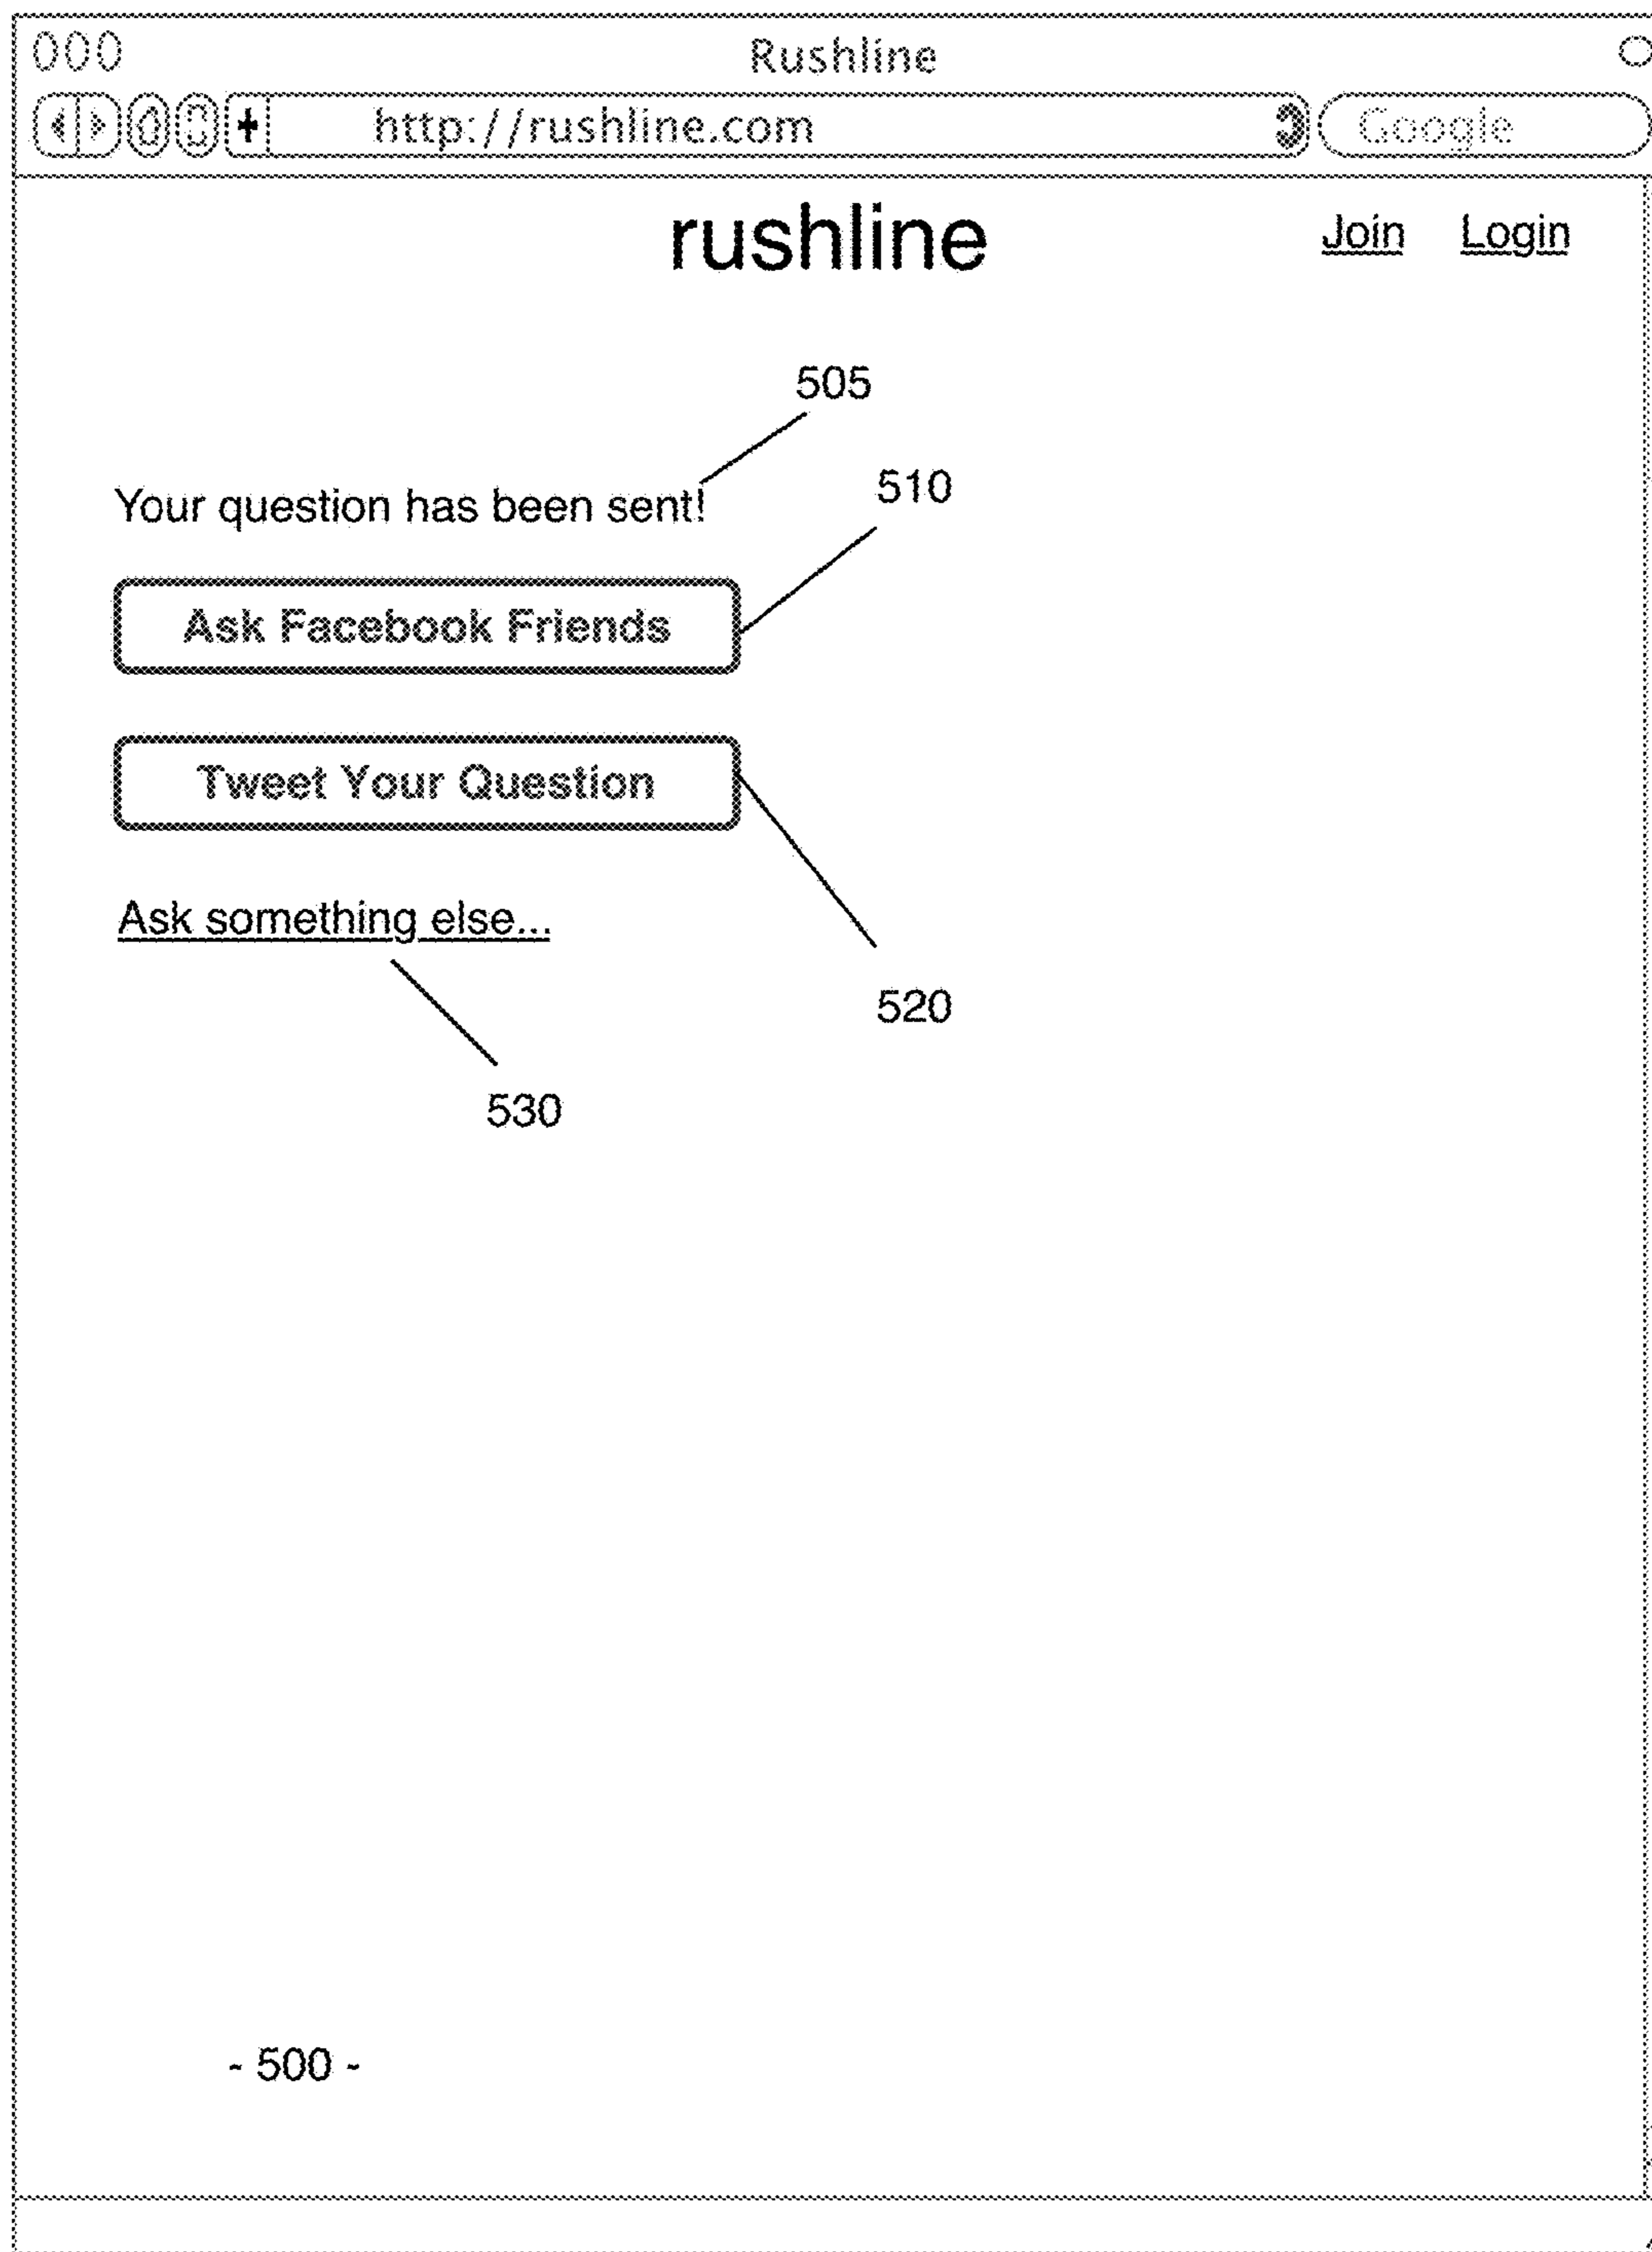 Rushline
http://rushline.com Google
rushline Join Login
505
Your question has been sent!
510
Ask Facebook Friends
Tweet Your Question
Ask something else...
520
530
- 500 -